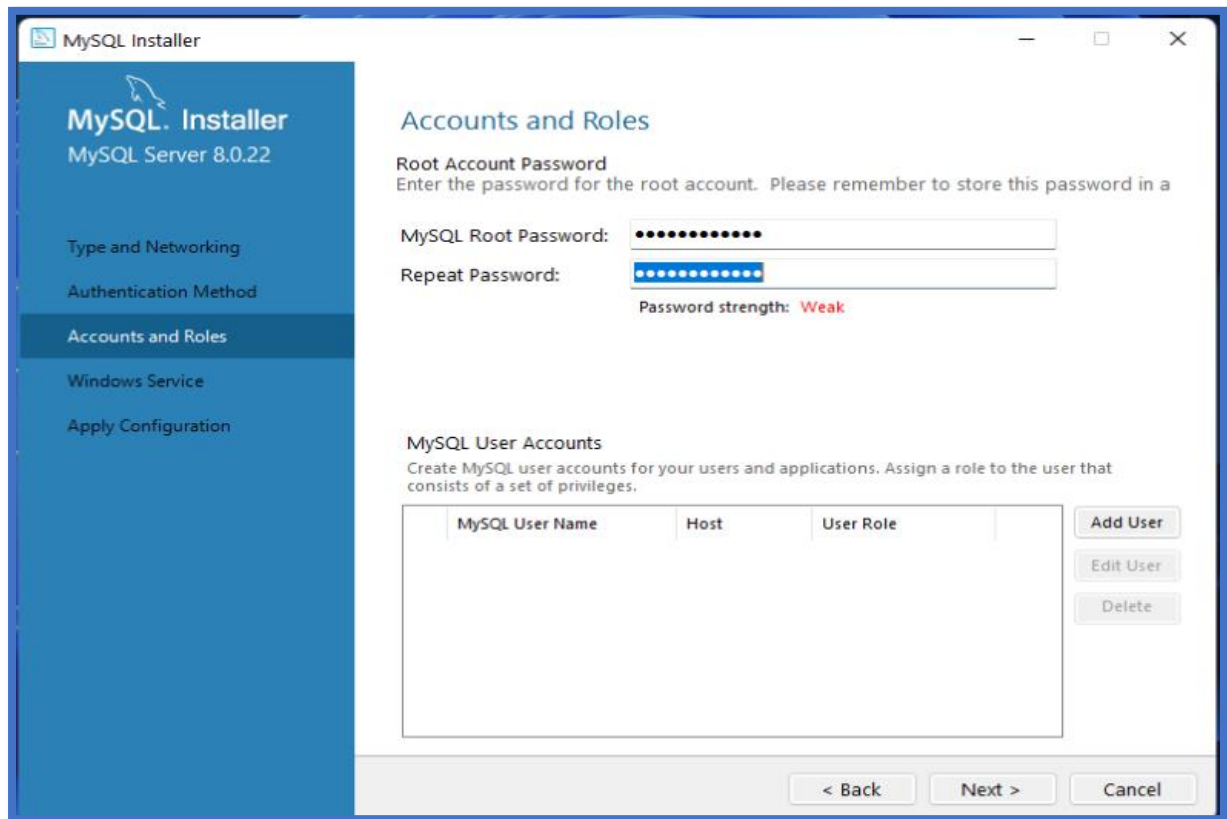 MySQL Installer
MySQL. Installer
MySQL Server 8.0.22
Type and Networking
Authentication Method
Accounts and Roles
Windows Service
Apply Configuration
Accounts and Roles
Root Account Password
Enter the password for the root account. Please remember to store this password in a
MySQL Root Password: ●●●●●●●●●●●●
Repeat Password: ●●●●●●●●●●●●
Password strength: Weak
MySQL User Accounts
Create MySQL user accounts for your users and applications. Assign a role to the user that
consists of a set of privileges.
MySQL User Name Host User Role
Add User
Edit User
Delete
< Back Next > Cancel